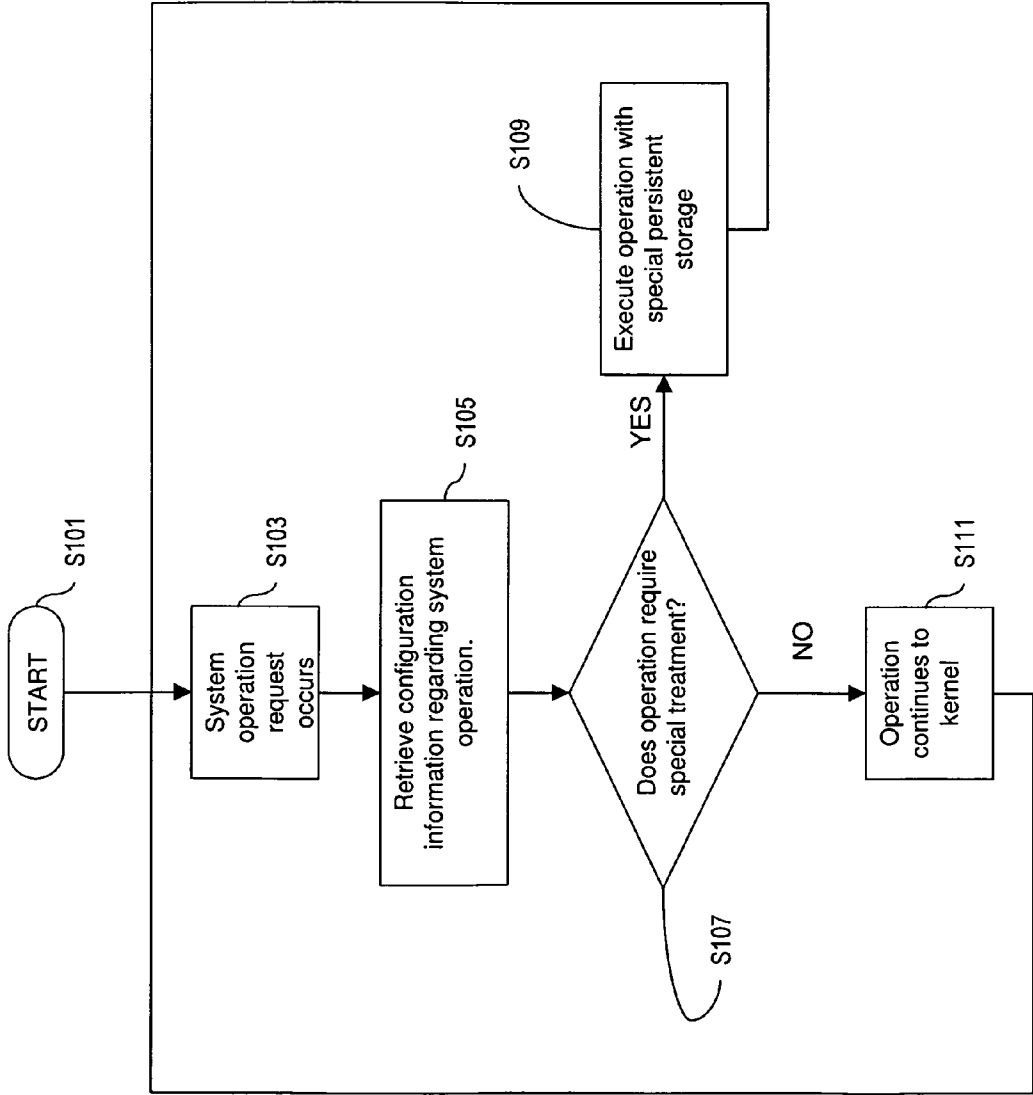 START
S101
System
operation
request
occurs
S103
Retrieve configuration
information regarding system
operation.
S105
Does operation require
special treatment?
S107
YES
Execute operation with
special persistent
storage
S109
NO
Operation
continues to
kernel
S111